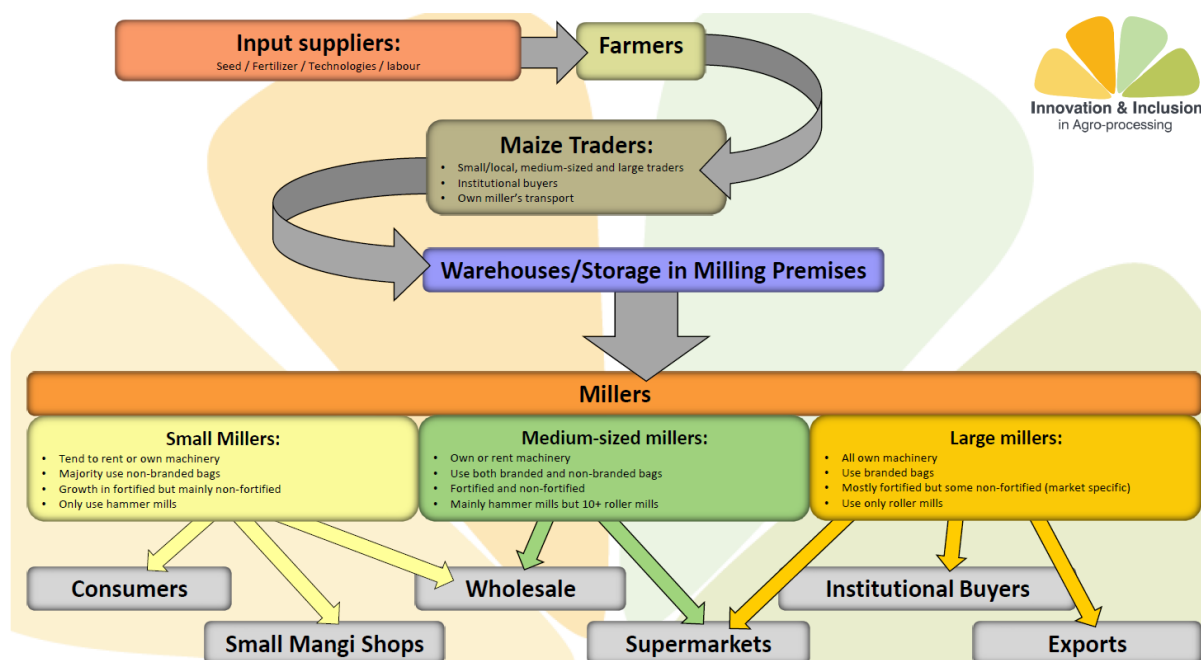 Input suppliers:
Seed / Fertilizer / Technologies / labour
Farmers
Innovation & Inclusion
in Agro-processing
Maize Traders:
• Small/local, medium-sized and large traders
• Institutional buyers
• Own miller's transport
Warehouses/Storage in Milling Premises
Millers
Small Millers:
• Tend to rent or own machinery
• Majority use non-branded bags
• Growth in fortified but mainly non-fortified
• Only use hammer mills
Medium-sized millers:
• Own or rent machinery
• Use both branded and non-branded bags
• Fortified and non-fortified
• Mainly hammer mills but 10+ roller mills
Large millers:
• All own machinery
• Use branded bags
• Mostly fortified but some non-fortified (market specific)
• Use only roller mills
Consumers
Wholesale
Institutional Buyers
Small Mangi Shops
Supermarkets
Exports